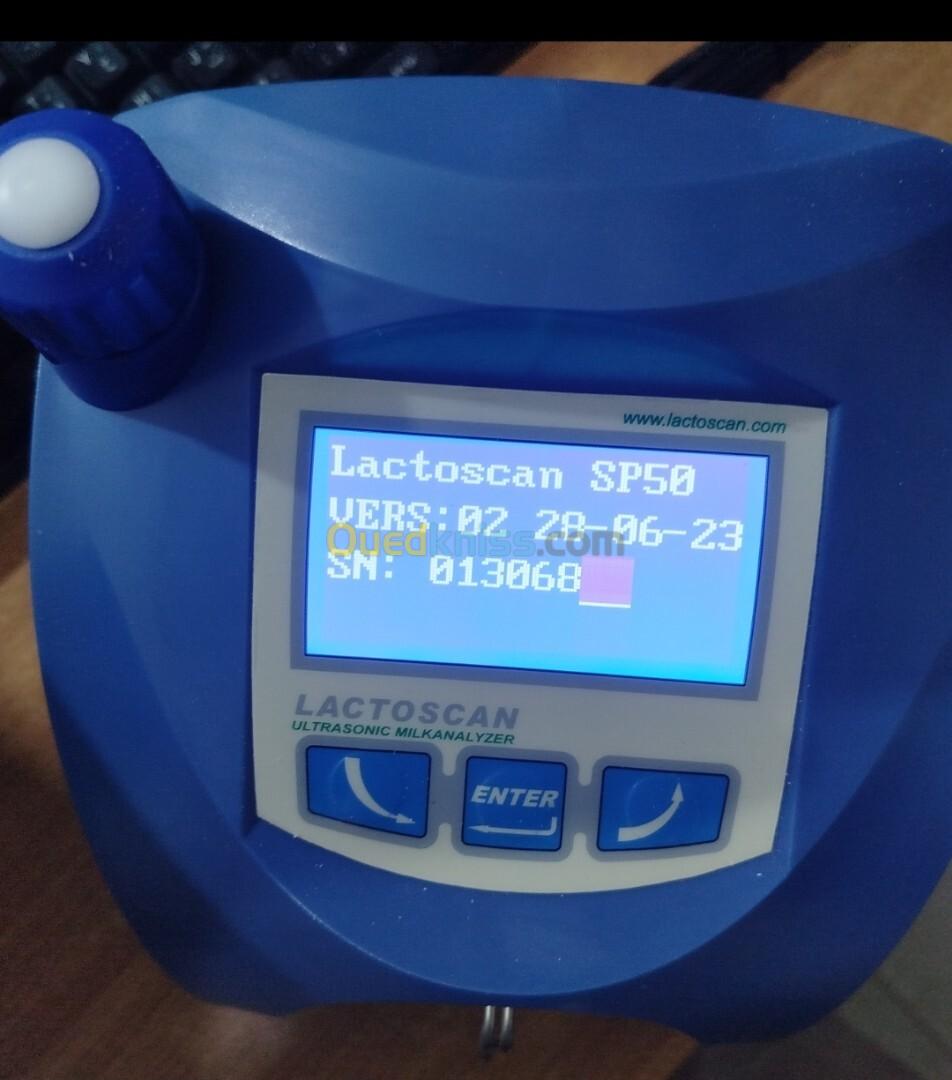 www.lactoscan.com
Lactoscan SP50
VERS:02 28-06-23
Ouedkniss.com
SN: 013068
LACTOSCAN
ULTRASONIC MILKANALYZER
ENTER